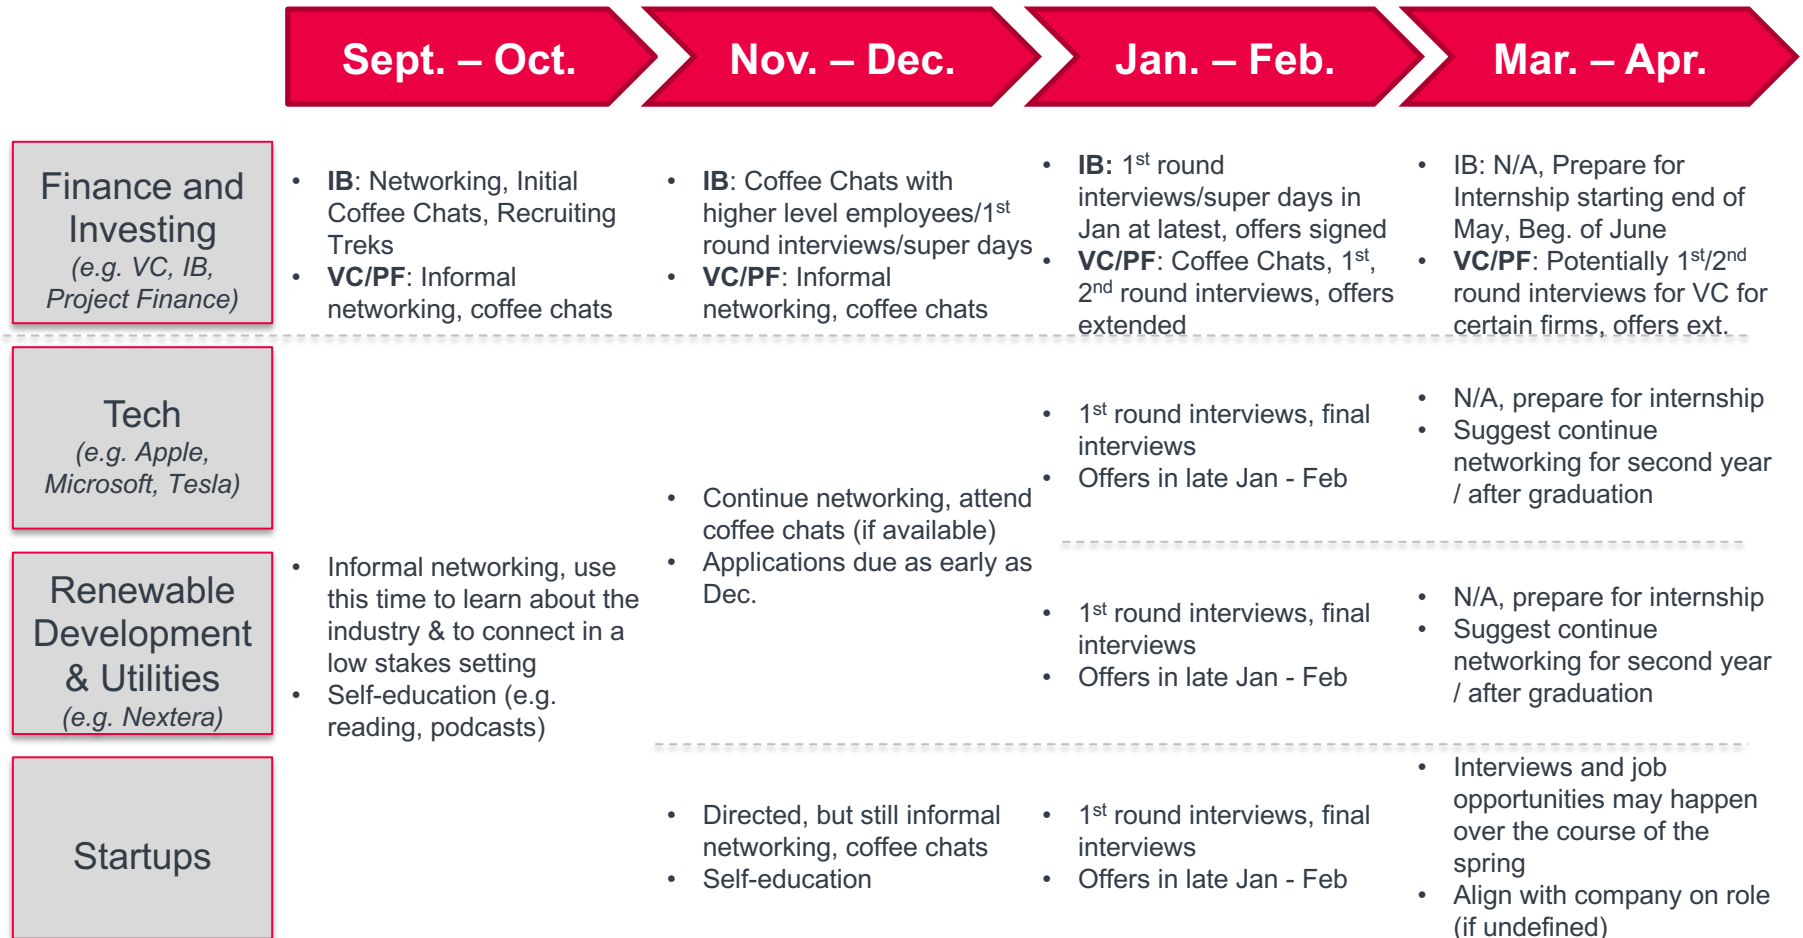 Sept. – Oct.
Nov. – Dec.
Jan. – Feb.
Mar. – Apr.
Finance and
Investing
(e.g. VC, IB,
Project Finance)
• IB: Networking, Initial
Coffee Chats, Recruiting
Treks
• VC/PF: Informal
networking, coffee chats
• IB: Coffee Chats with
higher level employees/1st
round interviews/super days
• VC/PF: Informal
networking, coffee chats
• IB: 1st round
interviews/super days in
Jan at latest, offers signed
• VC/PF: Coffee Chats, 1st,
2nd round interviews, offers
extended
• IB: N/A, Prepare for
Internship starting end of
May, Beg. of June
• VC/PF: Potentially 1st/2nd
round interviews for VC for
certain firms, offers ext.
Tech
(e.g. Apple,
Microsoft, Tesla)
Renewable
Development
& Utilities
(e.g. Nextera)
Startups
• Informal networking, use
this time to learn about the
industry & to connect in a
low stakes setting
• Self-education (e.g.
reading, podcasts)
• Continue networking, attend
coffee chats (if available)
• Applications due as early as
Dec.
• 1st round interviews, final
interviews
• Offers in late Jan - Feb
• N/A, prepare for internship
• Suggest continue
networking for second year
/ after graduation
• 1st round interviews, final
interviews
• Offers in late Jan - Feb
• N/A, prepare for internship
• Suggest continue
networking for second year
/ after graduation
• Directed, but still informal
networking, coffee chats
• Self-education
• 1st round interviews, final
interviews
• Offers in late Jan - Feb
• Interviews and job
opportunities may happen
over the course of the
spring
• Align with company on role
(if undefined)